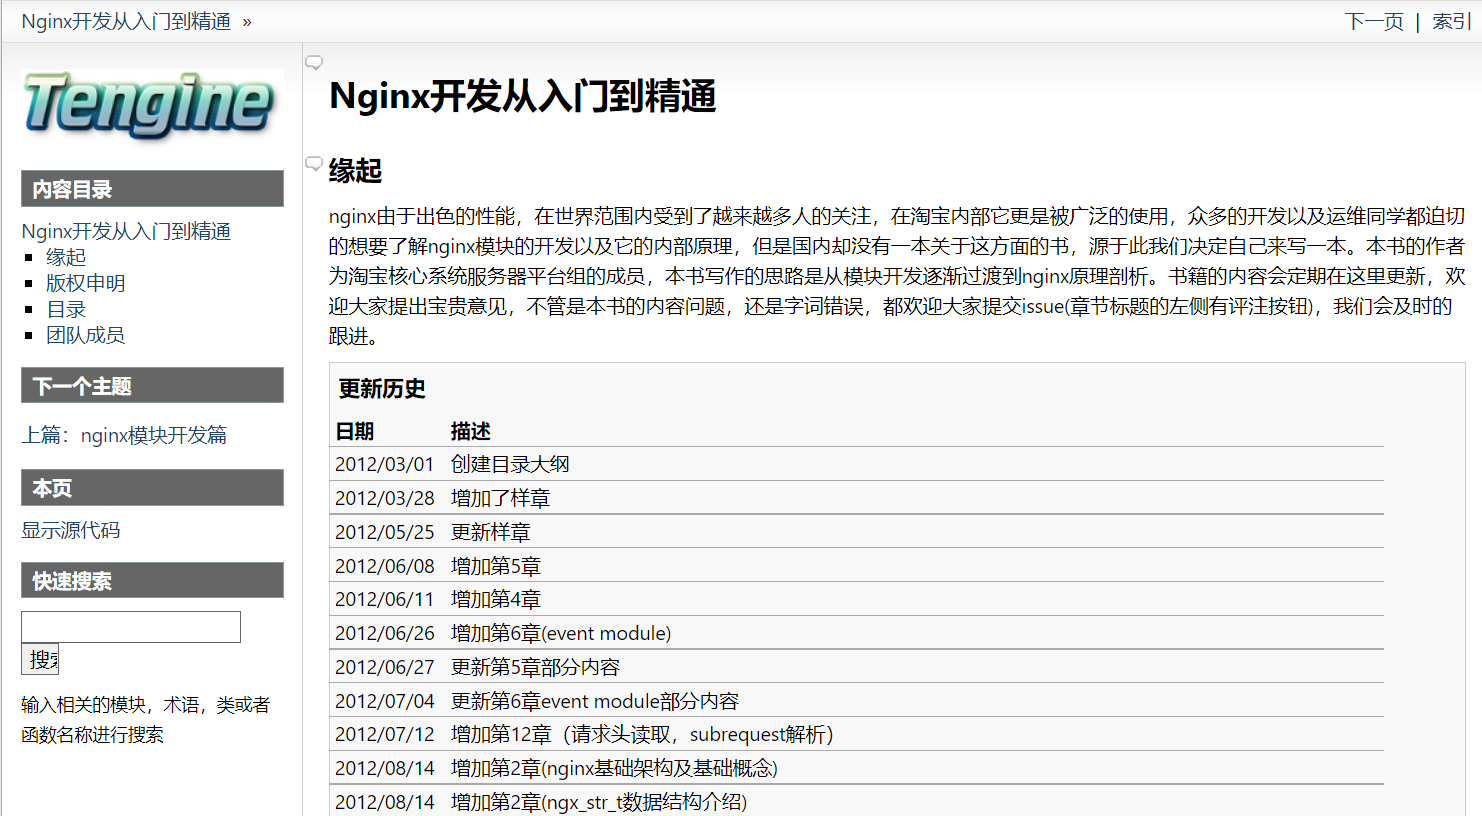 Nginx开发从入门到精通 »
下一页 | 索引
Tengine
内容目录
Nginx开发从入门到精通
缘起
版权申明
目录
团队成员
下一个主题
上篇：nginx模块开发篇
本页
显示源代码
快速搜索
搜索
输入相关的模块，术语，类或者
函数名称进行搜索
Nginx开发从入门到精通
缘起
nginx由于出色的性能，在世界范围内受到了越来越多人的关注，在淘宝内部它更是被广泛的使用，众多的开发以及运维同学都迫切
的想要了解nginx模块的开发以及它的内部原理，但是国内却没有一本关于这方面的书，源于此我们决定自己来写一本。本书的作者
为淘宝核心系统服务器平台组的成员，本书写作的思路是从模块开发逐渐过渡到nginx原理剖析。书籍的内容会定期在这里更新，欢
迎大家提出宝贵意见，不管是本书的内容问题，还是字词错误，都欢迎大家提交issue(章节标题的左侧有评注按钮)，我们会及时的
跟进。
更新历史
日期 描述
2012/03/01 创建目录大纲
2012/03/28 增加了样章
2012/05/25 更新样章
2012/06/08 增加第5章
2012/06/11 增加第4章
2012/06/26 增加第6章(event module)
2012/06/27 更新第5章部分内容
2012/07/04 更新第6章event module部分内容
2012/07/12 增加第12章（请求头读取，subrequest解析）
2012/08/14 增加第2章(nginx基础架构及基础概念)
2012/08/14 增加第2章(ngx_str_t数据结构介绍)